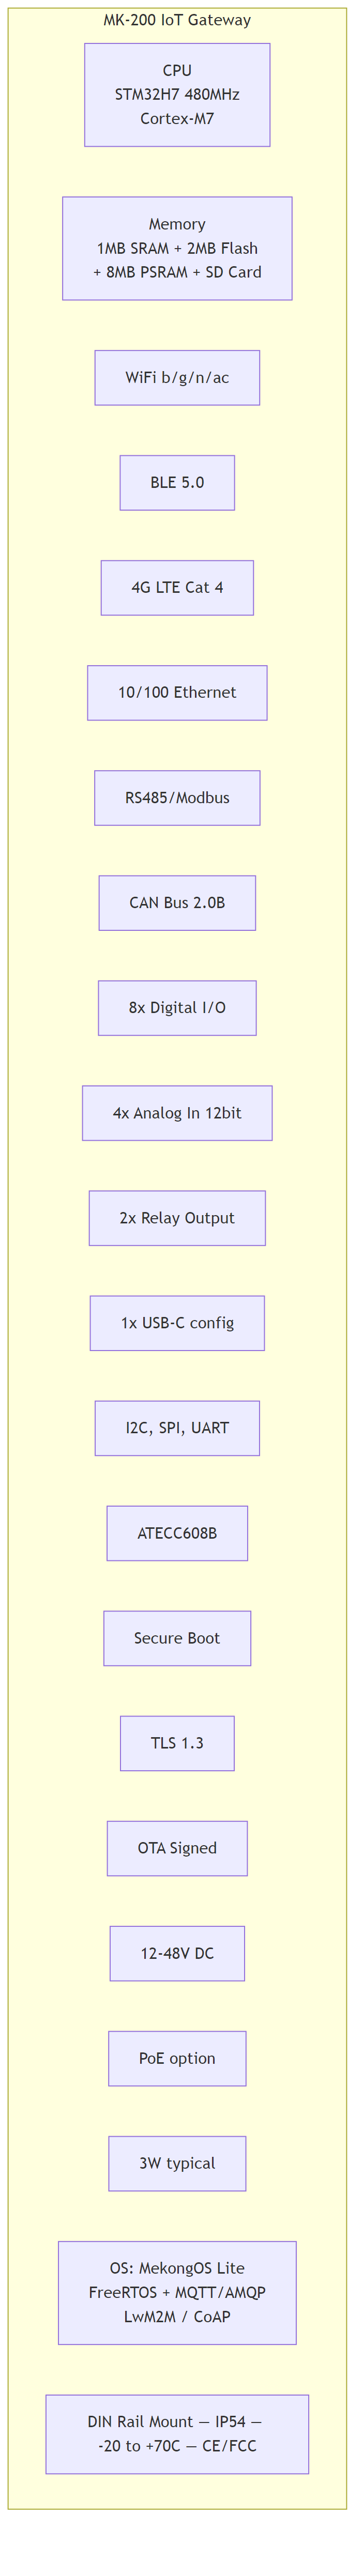 MK-200 IoT Gateway
CPU
STM32H7 480MHz
Cortex-M7
Memory
1MB SRAM + 2MB Flash
+ 8MB PSRAM + SD Card
WiFi b/g/n/ac
BLE 5.0
4G LTE Cat 4
10/100 Ethernet
RS485/Modbus
CAN Bus 2.0B
8x Digital I/O
4x Analog In 12bit
2x Relay Output
1x USB-C config
I2C, SPI, UART
ATECC608B
Secure Boot
TLS 1.3
OTA Signed
12-48V DC
PoE option
3W typical
OS: MekongOS Lite
FreeRTOS + MQTT/AMQP
LwM2M / CoAP
DIN Rail Mount — IP54 —
-20 to +70C — CE/FCC